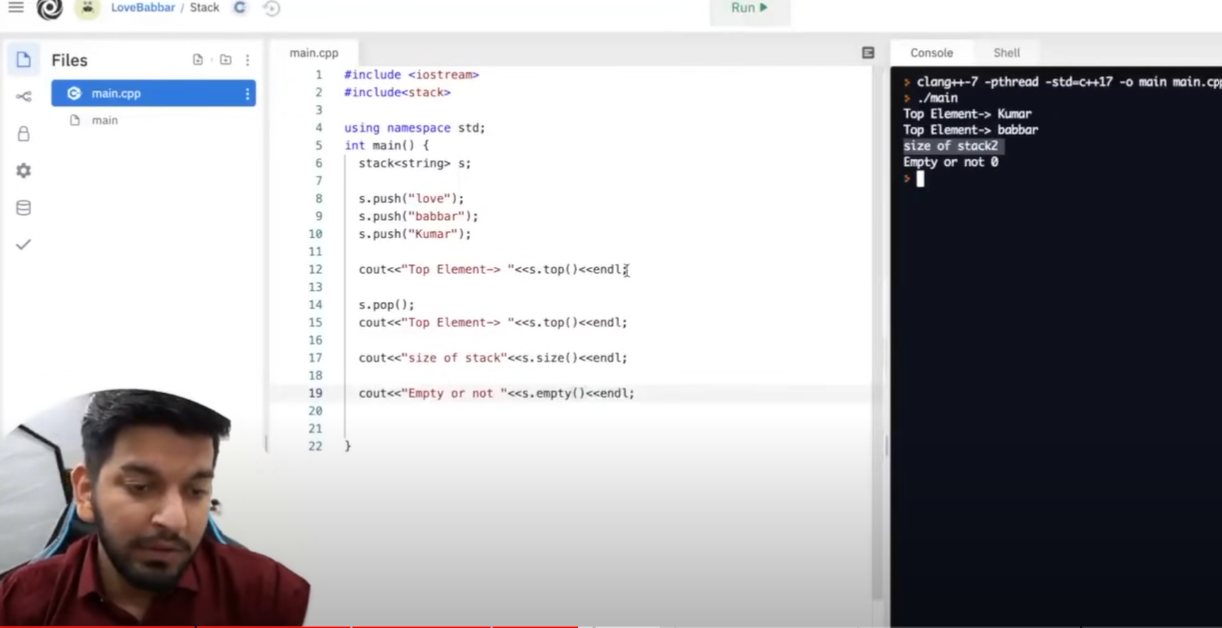 LoveBabbar / Stack
Run
Files
main.cpp
main
main.cpp
1 #include <iostream>
2 #include<stack>
3
4 using namespace std;
5 int main() {
6 stack<string> s;
7
8 s.push("love");
9 s.push("babbar");
10 s.push("Kumar");
11
12 cout<<"Top Element-> "<<s.top()<<endl;
13
14 s.pop();
15 cout<<"Top Element-> "<<s.top()<<endl;
16
17 cout<<"size of stack"<<s.size()<<endl;
18
19 cout<<"Empty or not "<<s.empty()<<endl;
20
21
22 }
Console Shell
> clang++-7 -pthread -std=c++17 -o main main.cpp
> ./main
Top Element-> Kumar
Top Element-> babbar
size of stack2
Empty or not 0
>